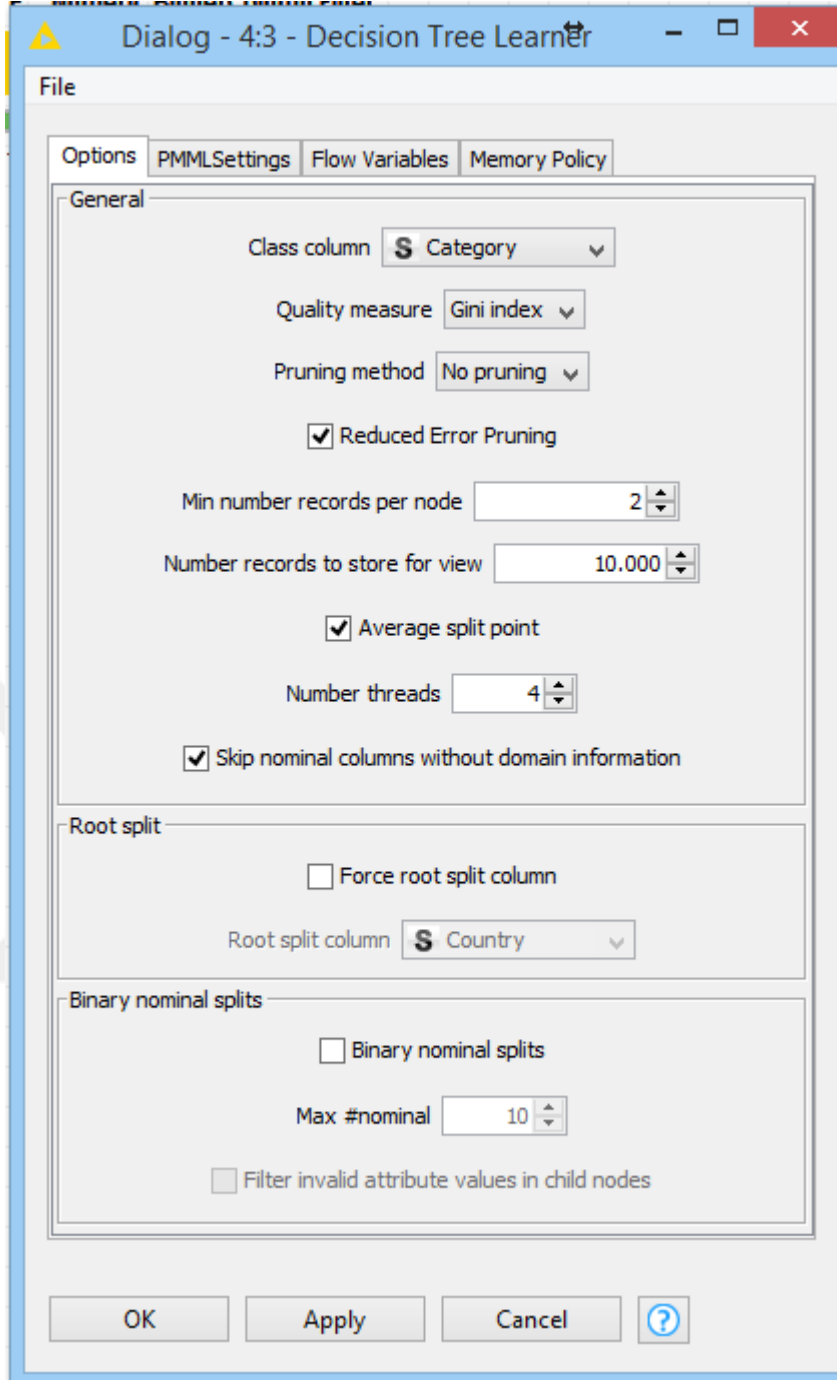 Dialog - 4:3 - Decision Tree Learner
File
Options PMMLSettings Flow Variables Memory Policy
General
Class column S Category
Quality measure Gini index
Pruning method No pruning
Reduced Error Pruning
Min number records per node 2
Number records to store for view 10.000
Average split point
Number threads 4
Skip nominal columns without domain information
Root split
Force root split column
Root split column S Country
Binary nominal splits
Binary nominal splits
Max #nominal 10
Filter invalid attribute values in child nodes
OK Apply Cancel ?